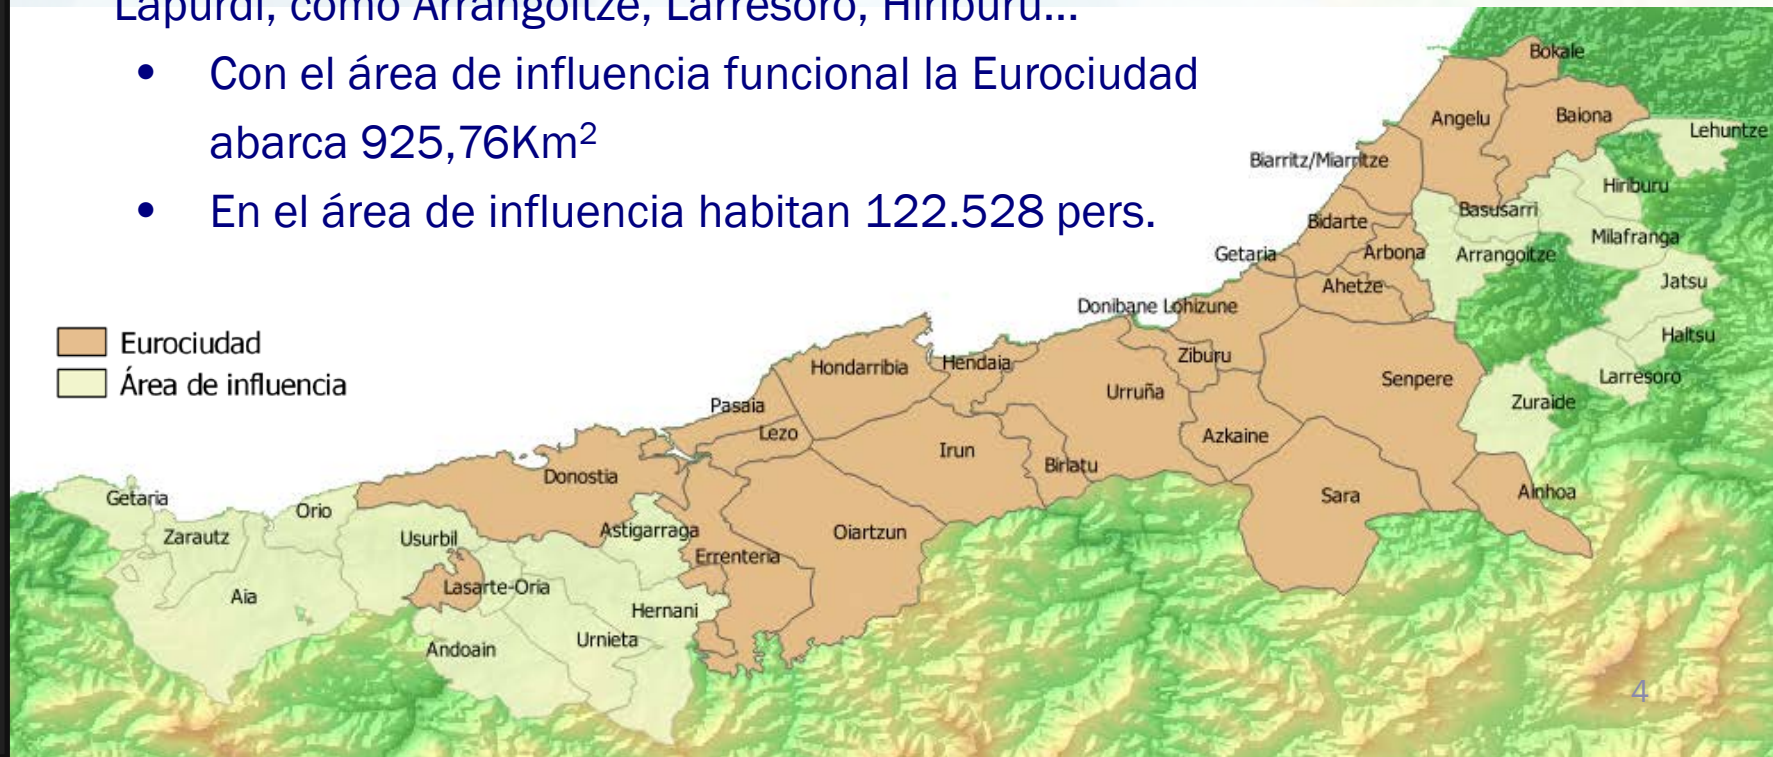 Lapurdi, como Arrangoitze, Larresoro, Hiriburu...
• Con el área de influencia funcional la Eurociudad
abarca 925,76Km²
• En el área de influencia habitan 122.528 pers.
Eurociudad
Área de influencia
Bokale
Angelu
Baiona
Lehuntze
Biarritz/Miarritze
Hiriburu
Basusarri
Bidarte
Milafranga
Getaria
Arbona
Arrangoitze
Jatsu
Ahetze
Donibane Lohizune
Haltsu
Ziburu
Hondarribia
Hendaia
Larresoro
Senpere
Urruña
Zuraide
Pasaia
Lezo
Azkaine
Irun
Birlatu
Donostia
Ainhoa
Sara
Getaria
Orio
Astigarraga
Oiartzun
Zarautz
Usurbil
Errenteria
Lasarte-Oria
Aia
Hernani
Urnieta
Andoain
4